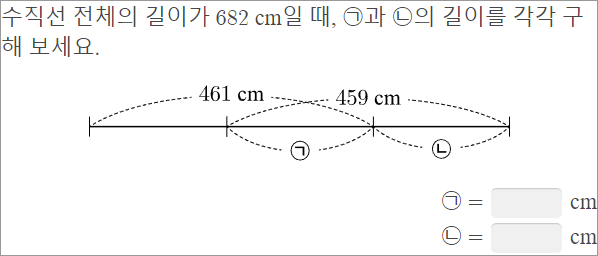 수직선 전체의 길이가 682 cm일 때, ㉠과 ㉡의 길이를 각각 구
해 보세요.
461 cm
459 cm
㉠
㉡
㉠ = cm
㉡ = cm